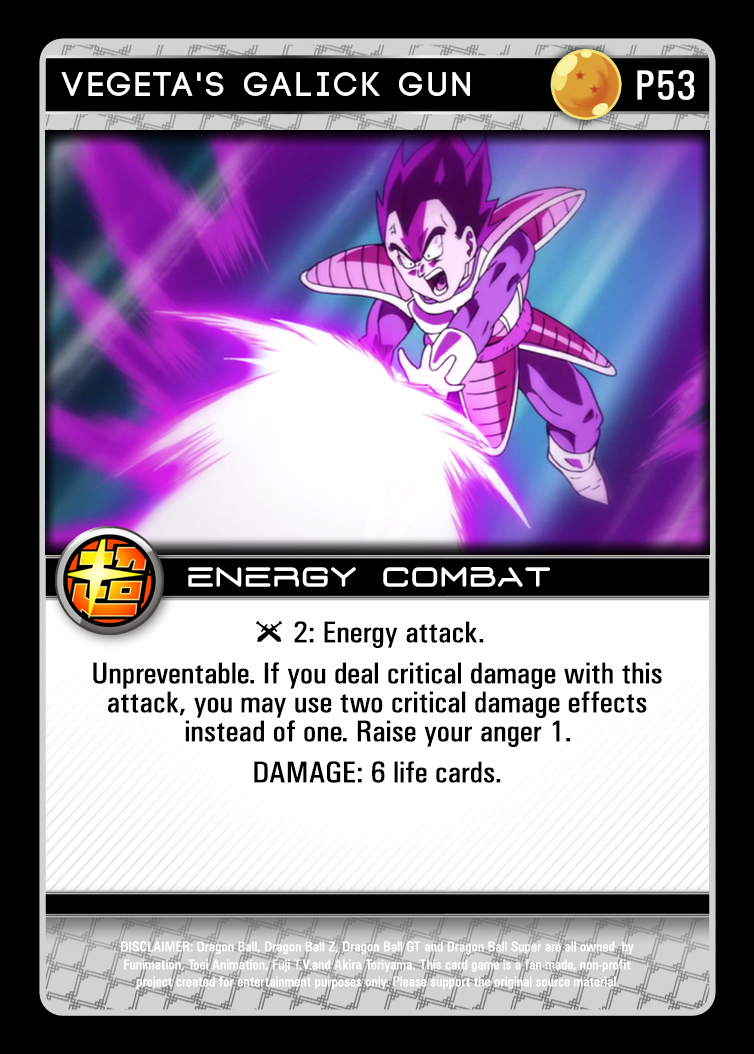 VEGETA'S GALICK GUN
P53
超
ENERGY COMBAT
2: Energy attack.
Unpreventable. If you deal critical damage with this
attack, you may use two critical damage effects
instead of one. Raise your anger 1.
DAMAGE: 6 life cards.
DISCLAIMER: Dragon Ball, Dragon Ball Z, Dragon Ball GT and Dragon Ball Super are all owned by
Funimation, Toei Animation, Fuji T.V.and Akira Toriyama. This card game is a fan-made, non-profit
project created for entertainment purposes only. Please support the original source material.